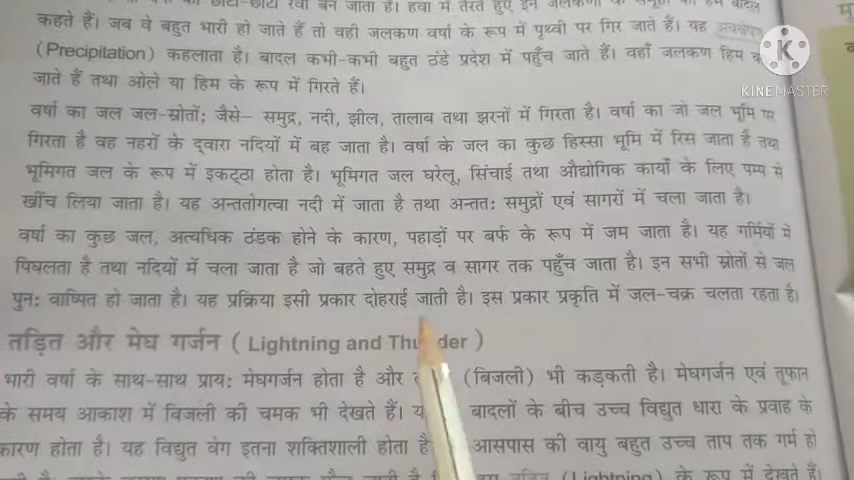 कहते हैं। जब वे बहुत भारी हो जाते हैं तो वही जलकण वर्षा के रूप में पृथ्वी पर गिर जाते हैं। यह अवक्षेपण
(Precipitation) कहलाता है। बादल कभी-कभी बहुत ठंडे प्रदेश में पहुँच जाते हैं। वहाँ जलकण हिम
जाते हैं तथा ओले या हिम के रूप में गिरते हैं।
वर्षा का जल जल-स्रोतों; जैसे– समुद्र, नदी, झील, तालाब तथा झरनों में गिरता है। वर्षा का जो जल भूमि पर
गिरता है वह नहरों के द्वारा नदियों में बह जाता है। वर्षा के जल का कुछ हिस्सा भूमि में रिस जाता है तथा
भूमिगत जल के रूप में इकट्ठा होता है। भूमिगत जल घरेलू, सिंचाई तथा औद्योगिक कार्यों के लिए पम्प से
खींच लिया जाता है। यह अन्ततोगत्वा नदी में जाता है तथा अन्ततः समुद्रों एवं सागरों में चला जाता है।
वर्षा का कुछ जल, अत्यधिक ठंडक होने के कारण, पहाड़ों पर बर्फ के रूप में जम जाता है। यह गर्मियों में
पिघलता है तथा नदियों में चला जाता है जो बहते हुए समुद्र व सागर तक पहुँच जाता है। इन सभी स्रोतों से जल
पुनः वाष्पित हो जाता है। यह प्रक्रिया इसी प्रकार दोहराई जाती है। इस प्रकार प्रकृति में जल-चक्र चलता रहता है।
तड़ित और मेघ गर्जन ( Lightning and Thunder )
भारी वर्षा के साथ-साथ प्रायः मेघगर्जन होता है और (बिजली) भी कड़कती है। मेघगर्जन एवं तूफान
के समय आकाश में बिजली की चमक भी देखते हैं। बादलों के बीच उच्च विद्युत धारा के प्रवाह के
कारण होता है। यह विद्युत वेग इतना शक्तिशाली होता है आसपास की वायु बहुत उच्च ताप तक गर्म हो
(Lightning) के रूप में देखते हैं।
K
KINEMASTER